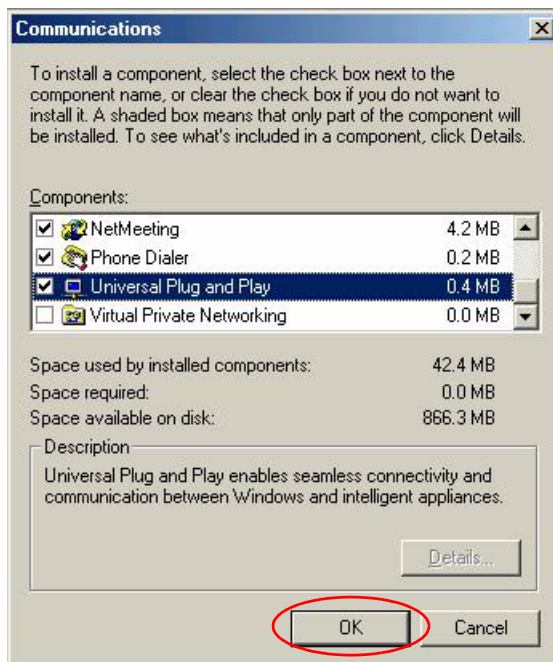 Communications
To install a component, select the check box next to the
component name, or clear the check box if you do not want to
install it. A shaded box means that only part of the component will
be installed. To see what's included in a component, click Details.
Components:
NetMeeting 4.2 MB
Phone Dialer 0.2 MB
Universal Plug and Play 0.4 MB
Virtual Private Networking 0.0 MB
Space used by installed components: 42.4 MB
Space required: 0.0 MB
Space available on disk: 866.3 MB
Description
Universal Plug and Play enables seamless connectivity and
communication between Windows and intelligent appliances.
Details...
OK Cancel